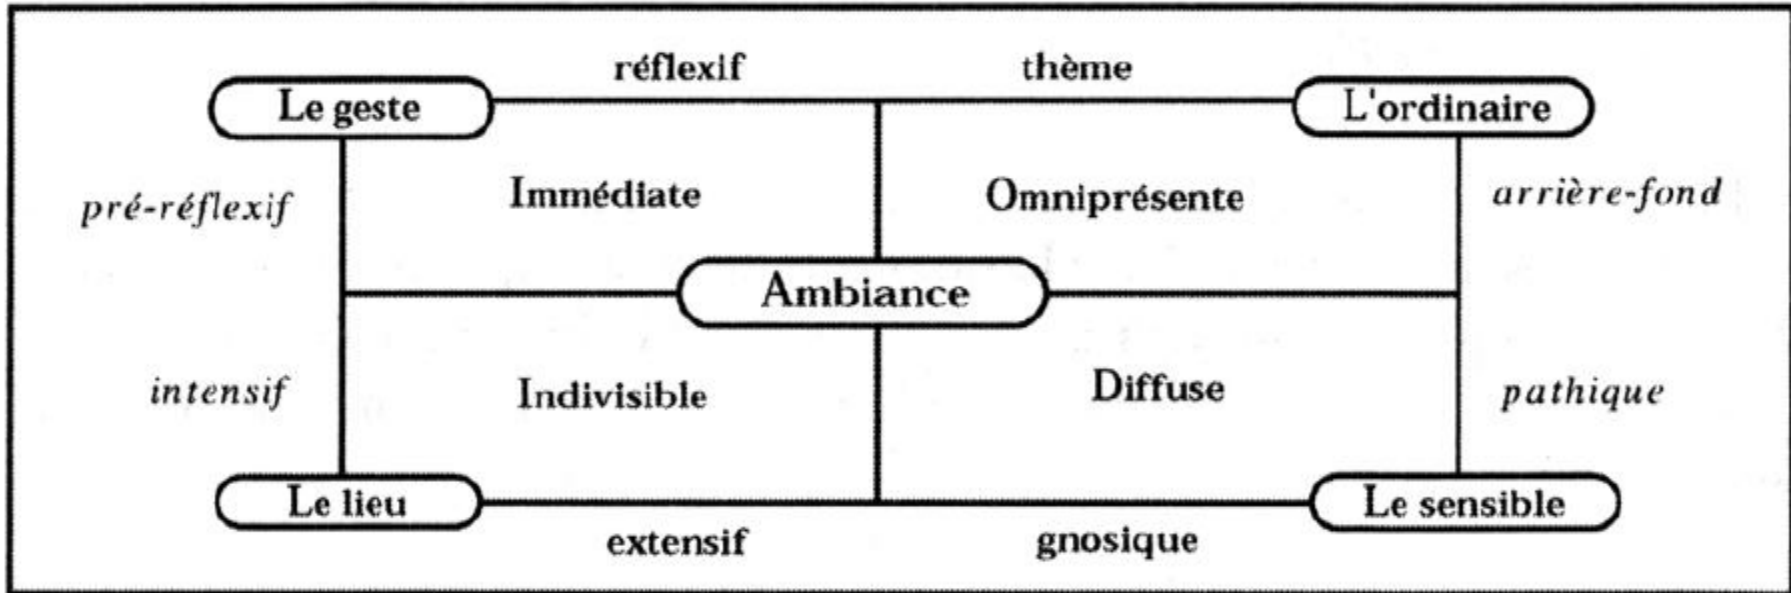 réflexif thème
Le geste L'ordinaire
pré-réflexif Immédiate Omniprésente arrière-fond
Ambiance
intensif Indivisible Diffuse pathique
Le lieu Le sensible
extensif gnosique